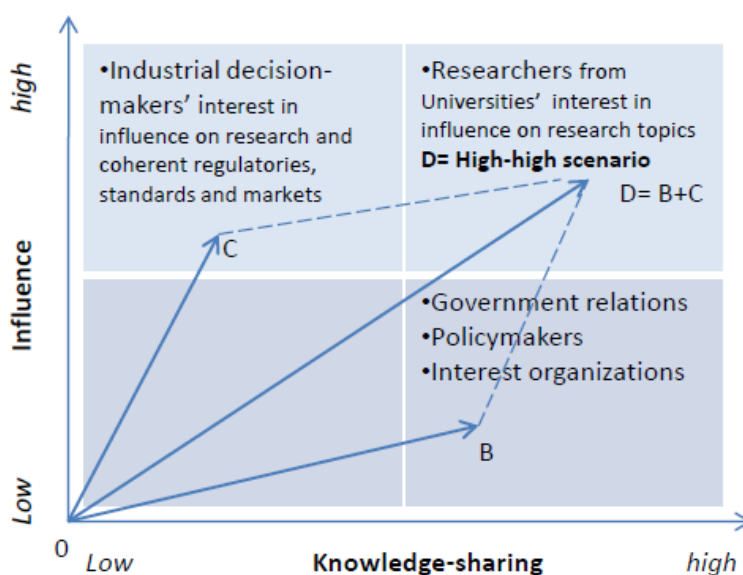 high
•Industrial decision-
makers' interest in
influence on research and
coherent regulatories,
standards and markets
•Researchers from
Universities' interest in
influence on research topics
D= High-high scenario
D= B+C
C
Influence
•Government relations
•Policymakers
•Interest organizations
B
Low
0
Low
Knowledge-sharing
high